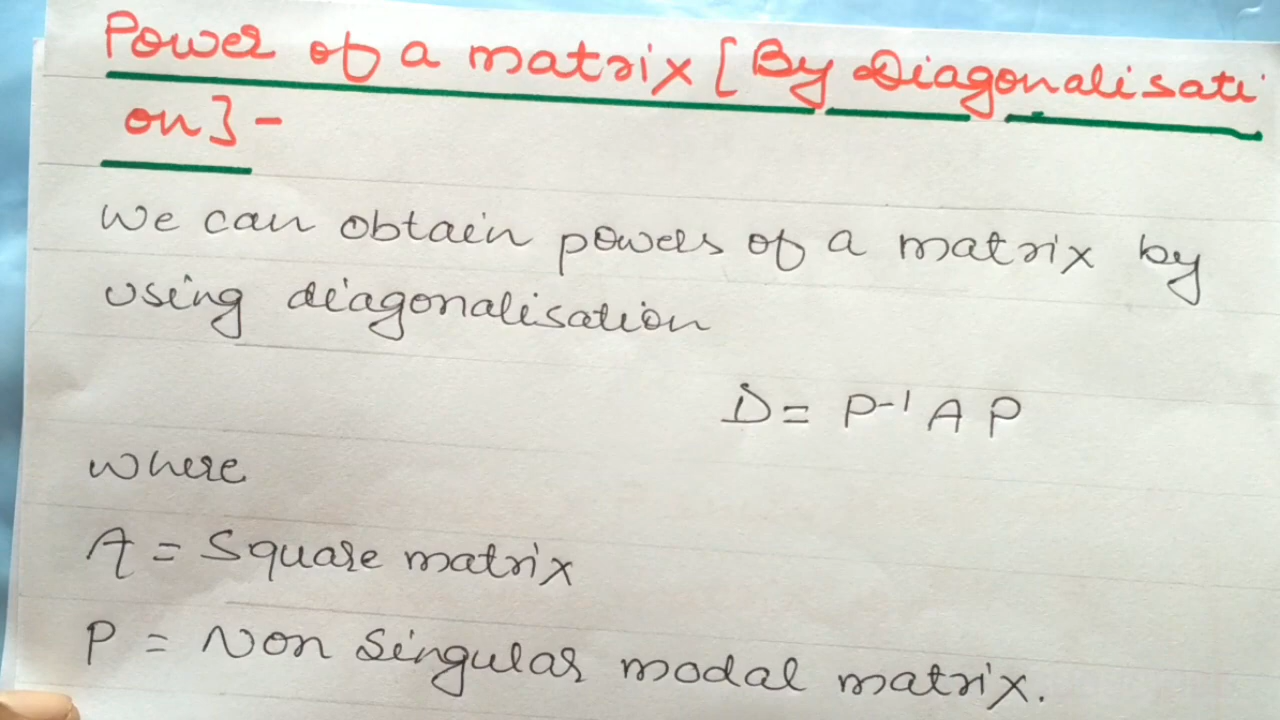 Power of a matrix [By Diagonalisati
on] -
We can obtain powers of a matrix by
using diagonalisation
D = P⁻¹ A P
where
A = Square matrix
P = Non Singular modal matrix.